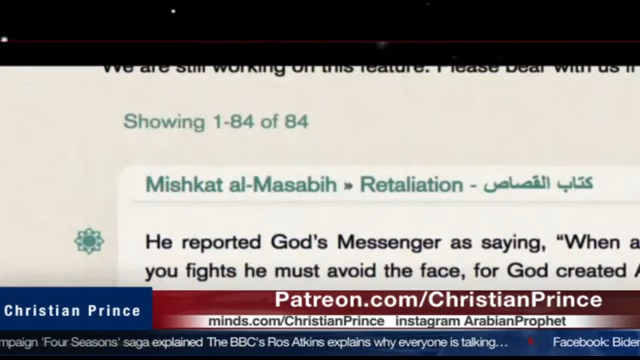 We are still working on this feature. Please bear with us if
Showing 1-84 of 84
Mishkat al-Masabih » Retaliation - كتاب القصاص
He reported God's Messenger as saying, “When a
you fights he must avoid the face, for God created A
Christian Prince
Patreon.com/ChristianPrince
minds.com/ChristianPrince instagram ArabianProphet
ampaign 'Four Seasons' saga explained The BBC's Ros Atkins explains why everyone is talking...
Facebook: Biden